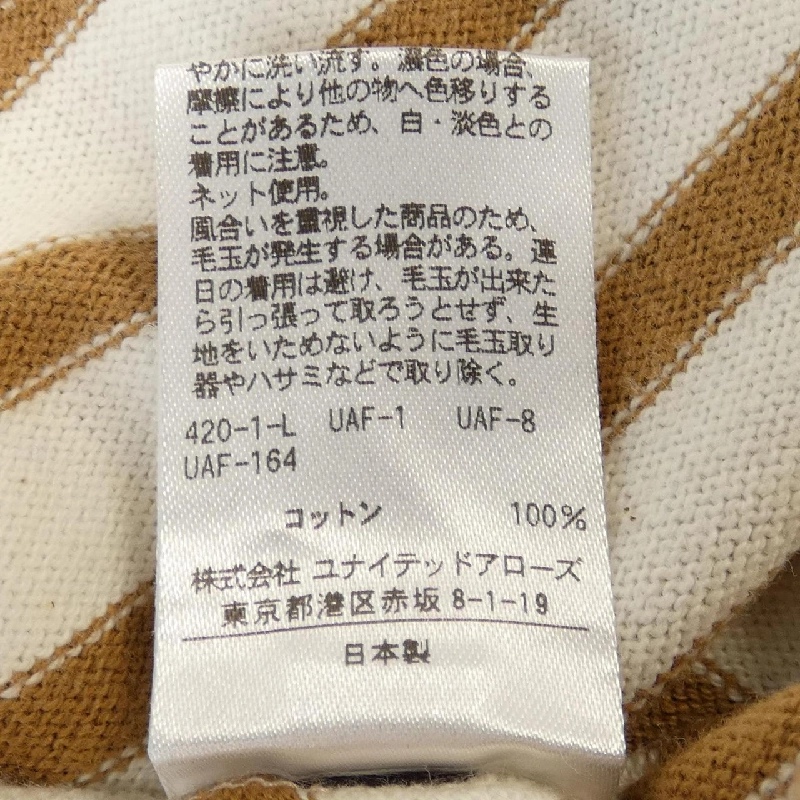 やかに洗い流す。濃色の場合、
摩擦により他の物へ色移りする
ことがあるため、白・淡色との
着用に注意。
ネット使用。
風合いを重視した商品のため、
毛玉が発生する場合がある。連
日の着用は避け、毛玉が出来た
ら引っ張って取ろうとせず、生
地をいためないように毛玉取り
器やハサミなどで取り除く。
420-1-L UAF-1 UAF-8
UAF-164
コットン 100%
株式会社 ユナイテッドアローズ
東京都港区赤坂 8-1-19
日本製